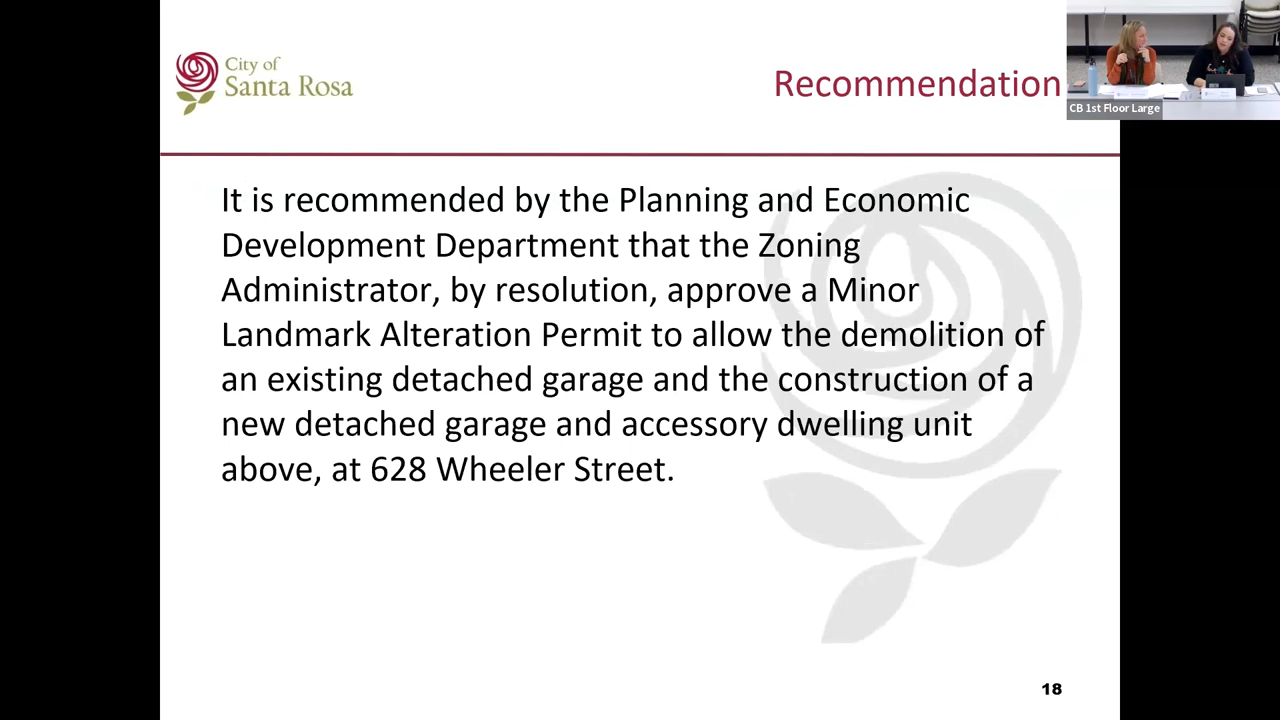 City of
Santa Rosa
Recommendation
CB 1st Floor Large
It is recommended by the Planning and Economic
Development Department that the Zoning
Administrator, by resolution, approve a Minor
Landmark Alteration Permit to allow the demolition of
an existing detached garage and the construction of a
new detached garage and accessory dwelling unit
above, at 628 Wheeler Street.
18